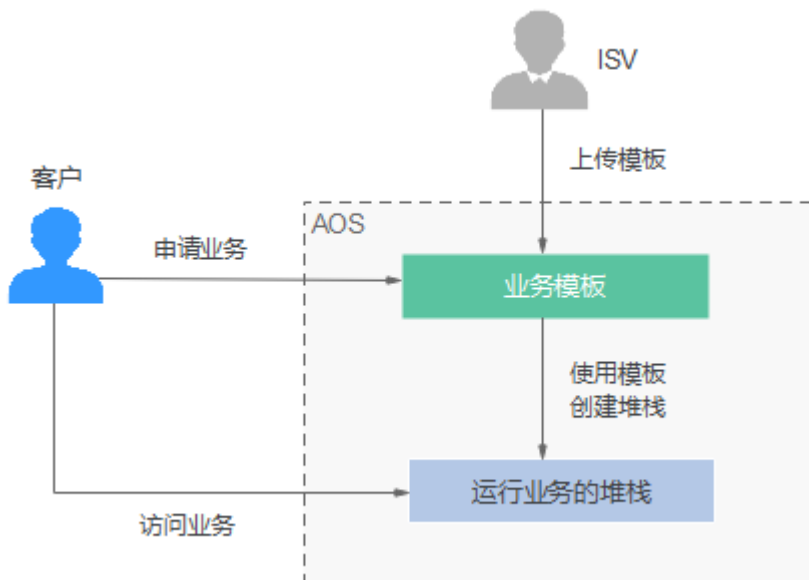 ISV
上传模板
客户
AOS
申请业务
业务模板
使用模板
创建堆栈
运行业务的堆栈
访问业务